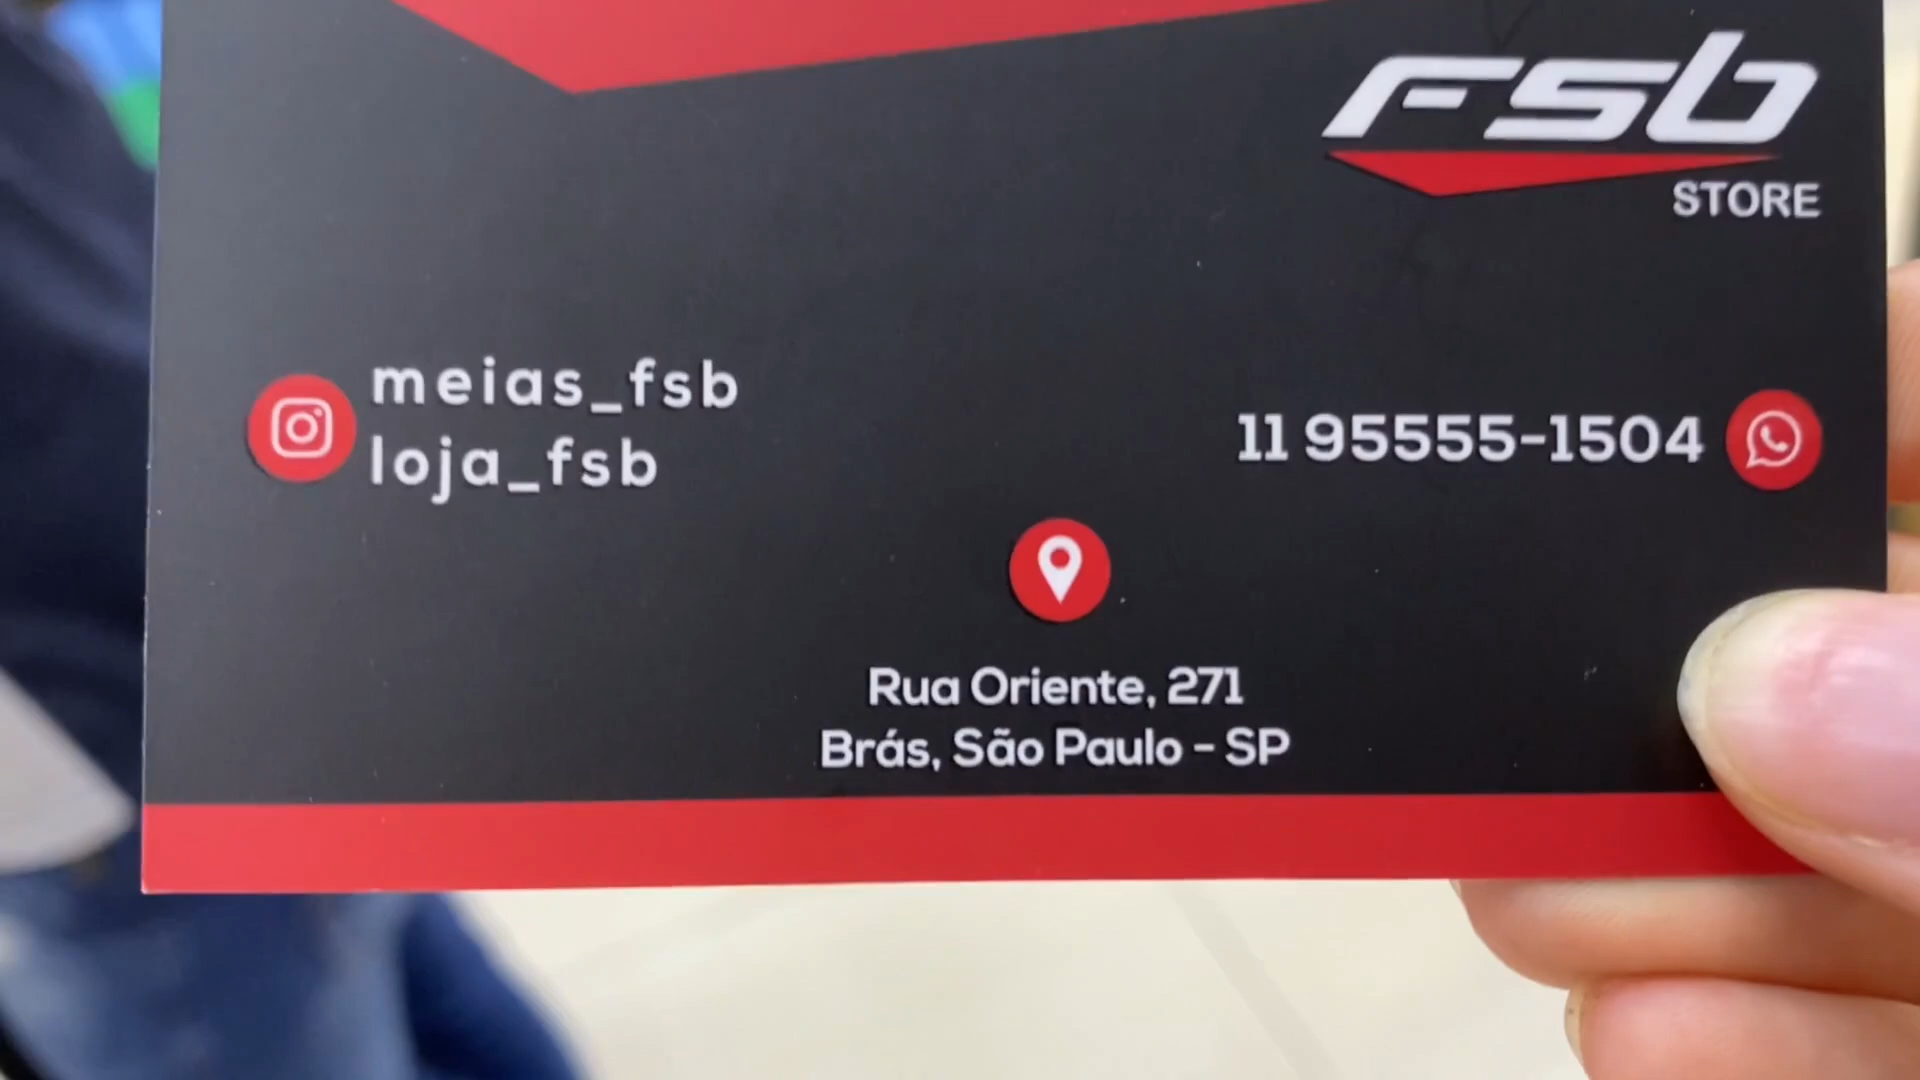 fsb
STORE
meias_fsb
loja_fsb
11 95555-1504
Rua Oriente, 271
Brás, São Paulo - SP